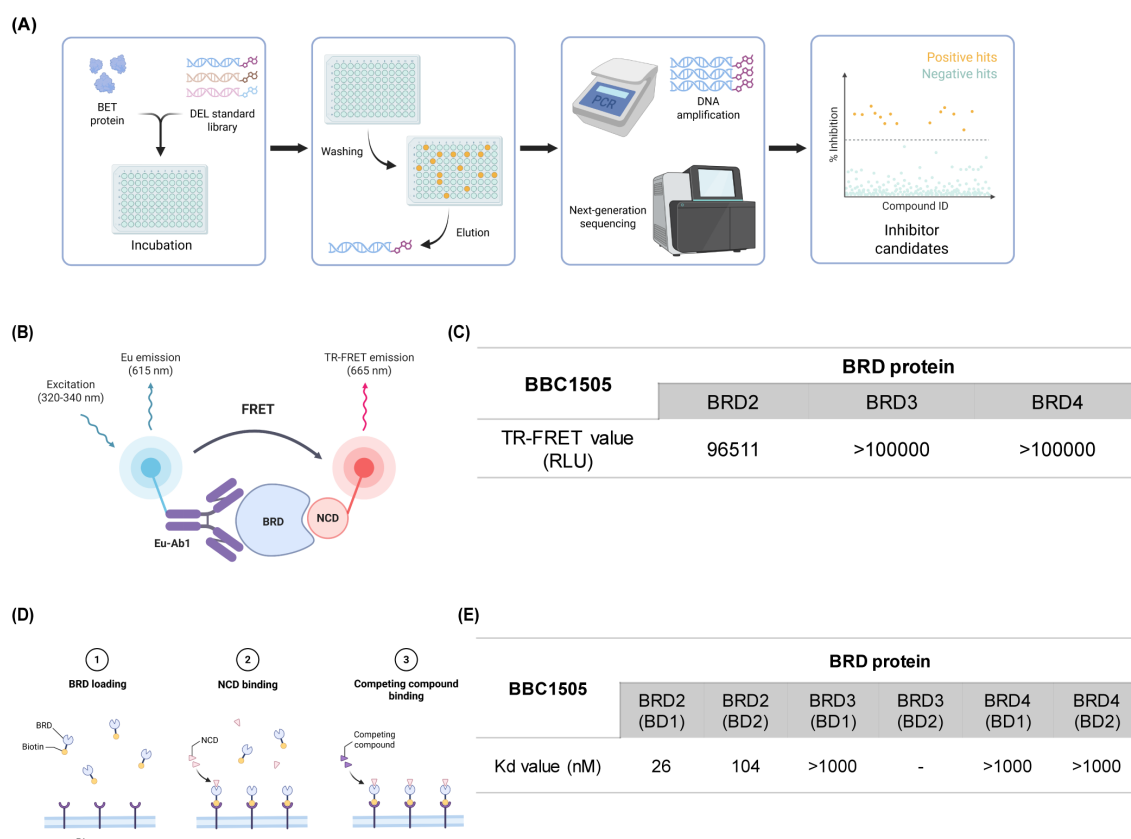 (A)
BET
protein
DEL standard
library
Incubation
Washing
Elution
PCR
DNA
amplification
Next-generation
sequencing
Positive hits
Negative hits
% Inhibition
Compound ID
Inhibitor
candidates
(B)
Excitation
(320-340 nm)
Eu emission
(615 nm)
TR-FRET emission
(665 nm)
FRET
Eu-Ab1
BRD
NCD
(C)
BBC1505
BRD protein
BRD2 BRD3 BRD4
TR-FRET value
(RLU)
96511 >100000 >100000
(D)
1 2 3
BRD loading
NCD binding
Competing compound
binding
BRD
Biotin
NCD
Competing
compound
(E)
BBC1505
BRD protein
BRD2 BRD2 BRD3 BRD3 BRD4 BRD4
(BD1) (BD2) (BD1) (BD2) (BD1) (BD2)
Kd value (nM) 26 104 >1000 - >1000 >1000